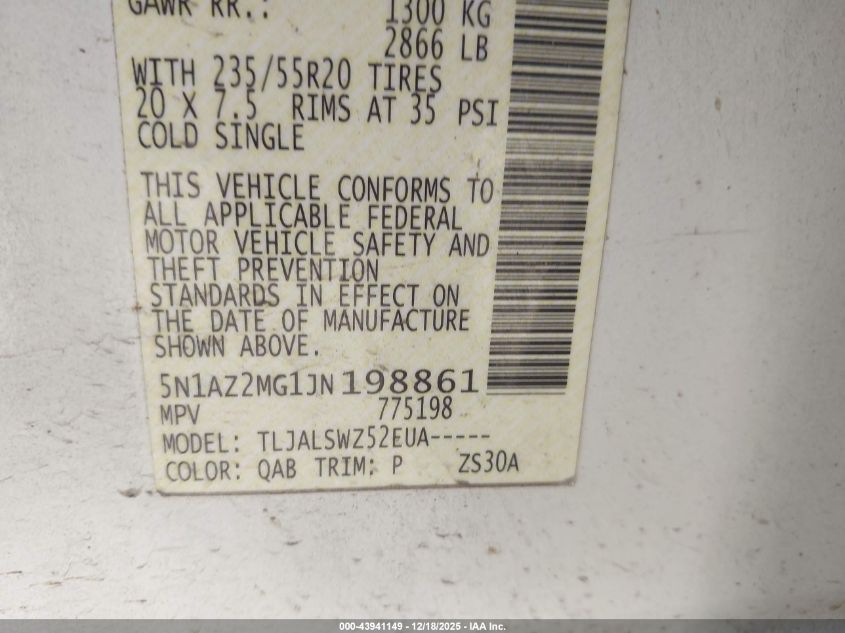 GAWR RR.: 1300 KG
2866 LB
WITH 235/55R20 TIRES
20 X 7.5 RIMS AT 35 PSI
COLD SINGLE
THIS VEHICLE CONFORMS TO
ALL APPLICABLE FEDERAL
MOTOR VEHICLE SAFETY AND
THEFT PREVENTION
STANDARDS IN EFFECT ON
THE DATE OF MANUFACTURE
SHOWN ABOVE.
5N1AZ2MG1JN198861
MPV 775198
MODEL: TLJALSWZ52EUA-----
COLOR: QAB TRIM: P ZS30A
000-43941149 - 12/18/2025 - IAA Inc.